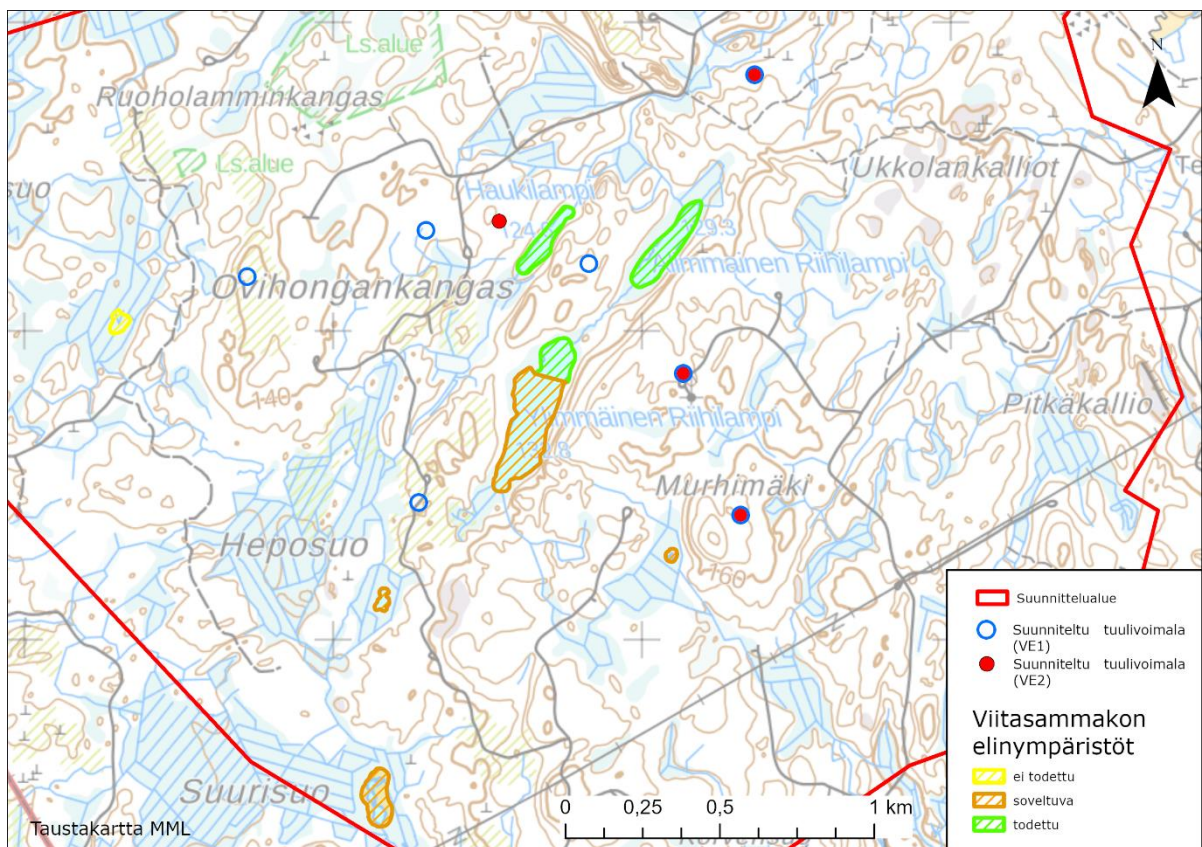 Ls.alue
N
Ruoholamminkangas
Ls.alue
Ukkolankalliot
Haukilampi
Ovihongankangas
140
Pitkäkallio
Murhimäki
Heposuo
160
Suurisuo
Taustakartta MML
0 0,25 0,5 1 km
Suunnittelualue
Suunniteltu tuulivoimala
(VE1)
Suunniteltu tuulivoimala
(VE2)
Viitasammakon
elinympäristöt
ei todettu
soveltuva
todettu